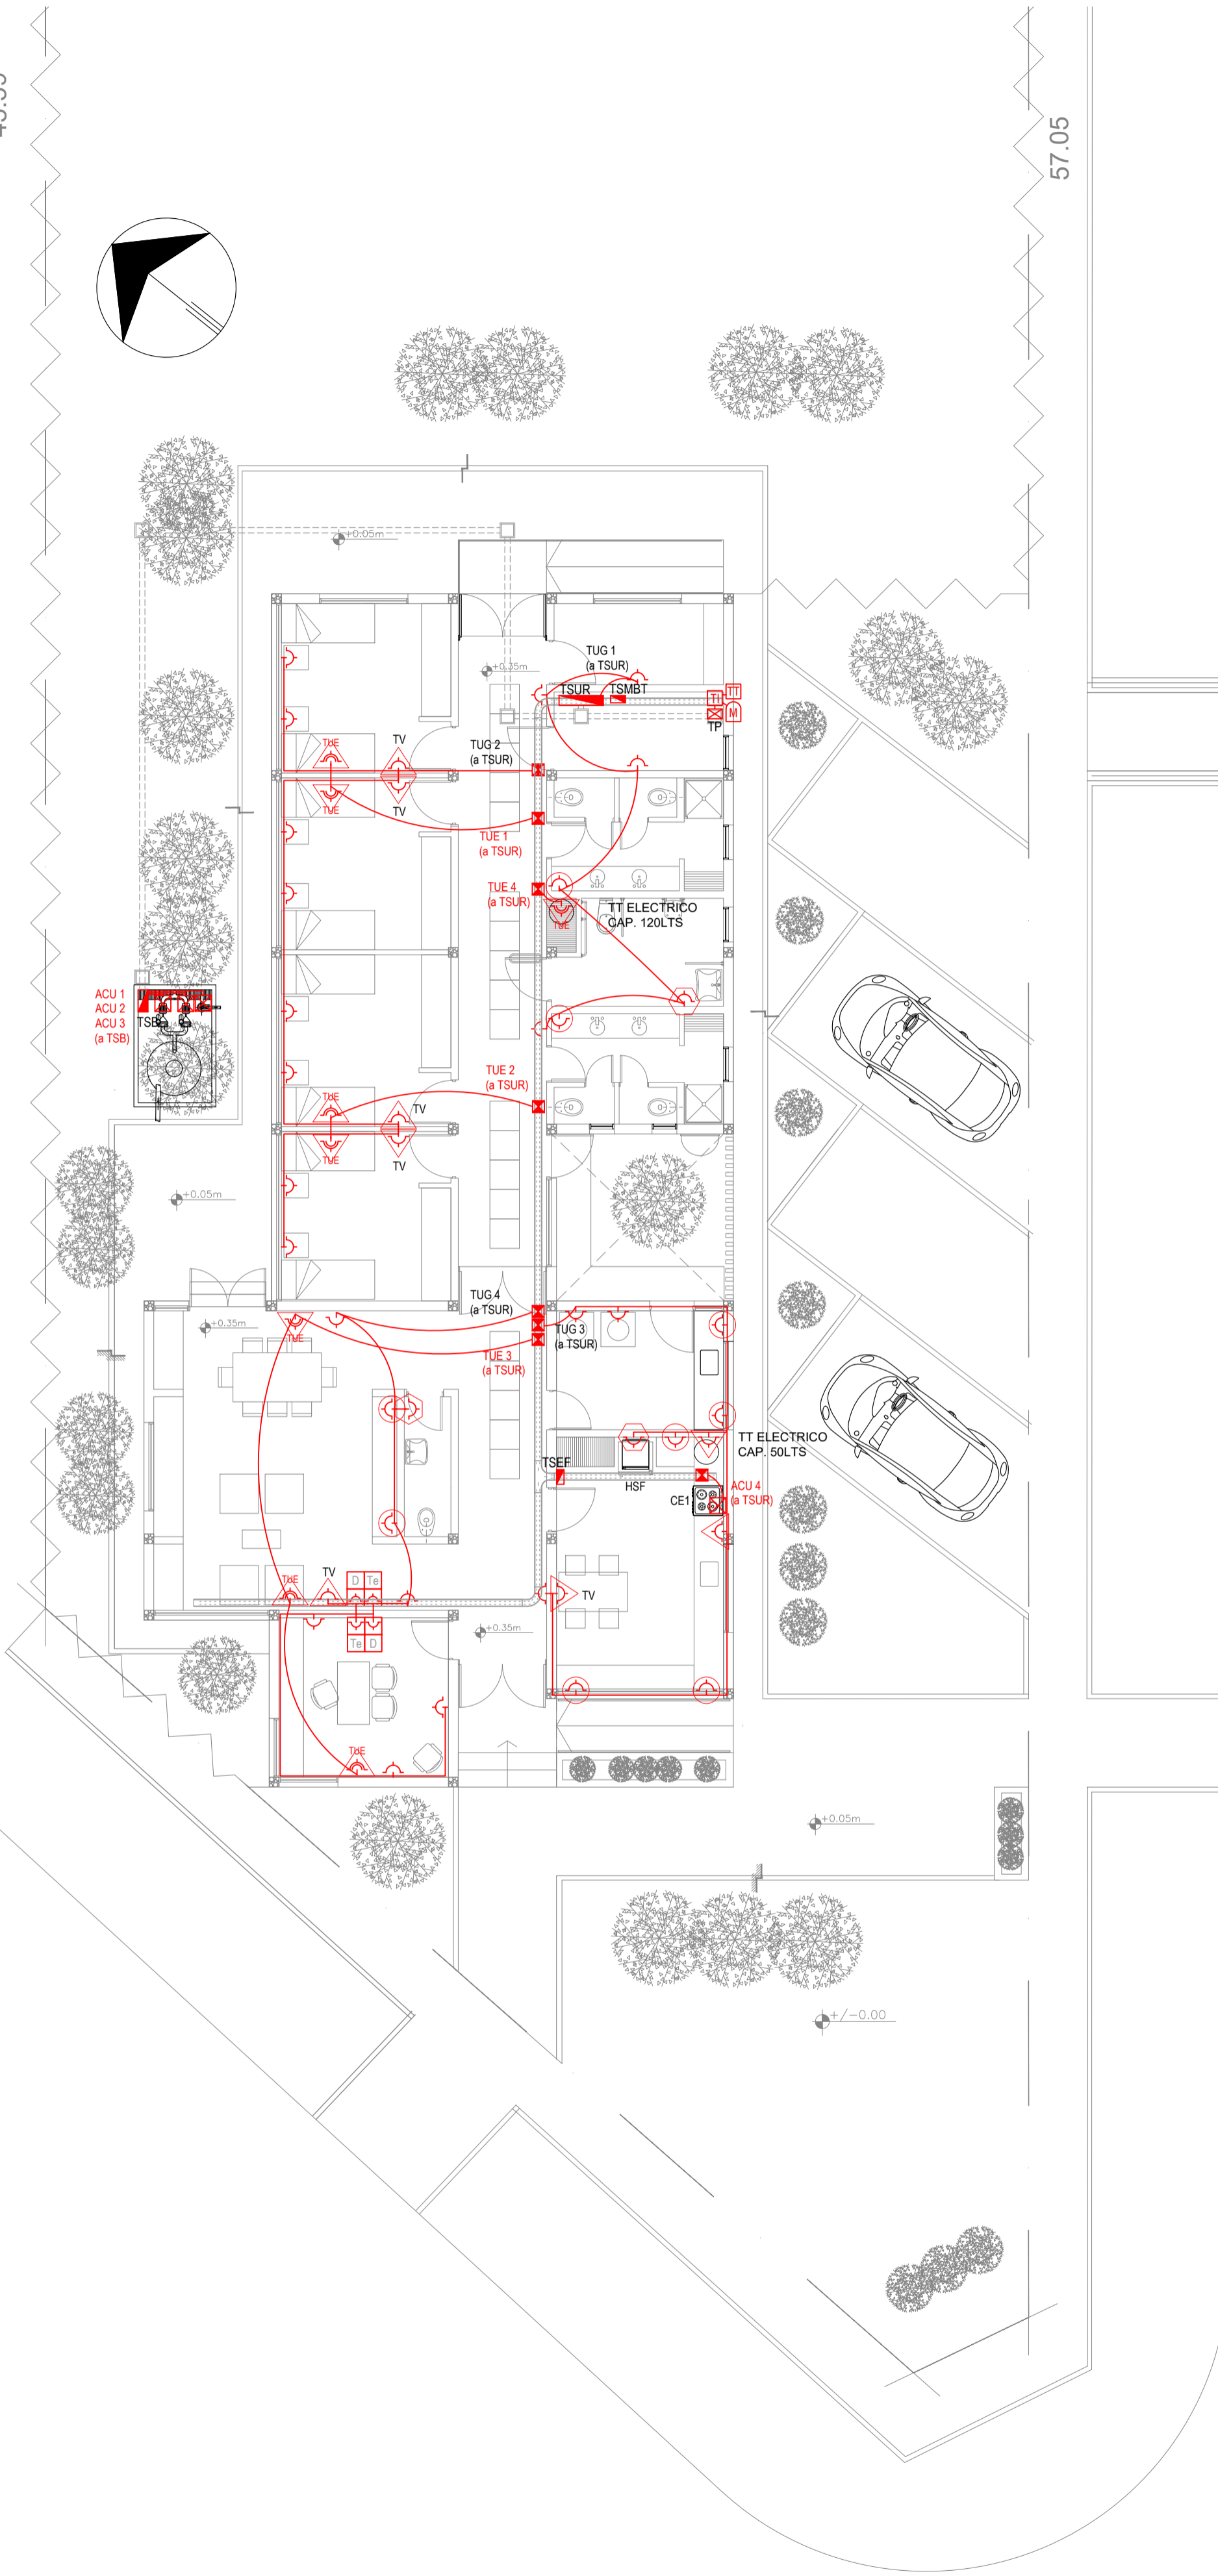 57.05
+0.05m
TUG 1
(a TSUR)
+0.35m
TSUR
TSMBT
TI
TT
M
TP
TUG 2
(a TSUR)
TUE
TV
TUE
TV
TUE 1
(a TSUR)
TUE 4
(a TSUR)
TT ELECTRICO
CAP. 120LTS
TUE
ACU 1
ACU 2
ACU 3
(a TSB)
TSB
TUE 2
(a TSUR)
TUE
TV
TUE
TV
+0.05m
TUG 4
(a TSUR)
+0.35m
TUE
TUG 3
(a TSUR)
TUE 3
(a TSUR)
TT ELECTRICO
CAP. 50LTS
TSEF
HSF
CE1
ACU 4
(a TSUR)
TUE
TV
D
Te
TV
Te
D
+0.35m
TUE
+0.05m
+/-0.00